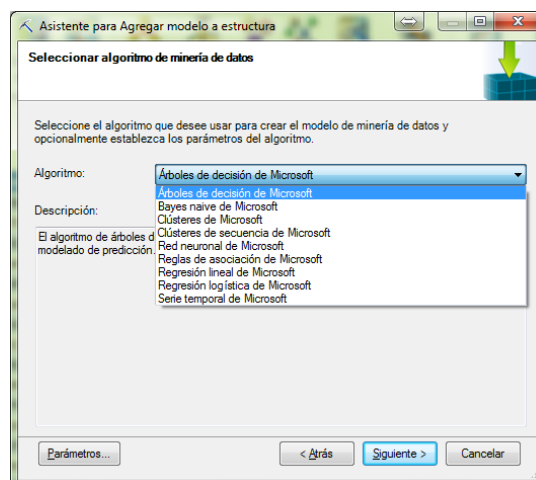 Asistente para Agregar modelo a estructura
Seleccionar algoritmo de minería de datos
Seleccione el algoritmo que desee usar para crear el modelo de minería de datos y
opcionalmente establezca los parámetros del algoritmo.
Algoritmo:
Árboles de decisión de Microsoft
Árboles de decisión de Microsoft
Bayes naive de Microsoft
Descripción:
Clústeres de Microsoft
Clústeres de secuencia de Microsoft
El algoritmo de árboles d
Red neuronal de Microsoft
modelado de predicción.
Reglas de asociación de Microsoft
Regresión lineal de Microsoft
Regresión logística de Microsoft
Serie temporal de Microsoft
Parámetros...
< Atrás
Siguiente >
Cancelar